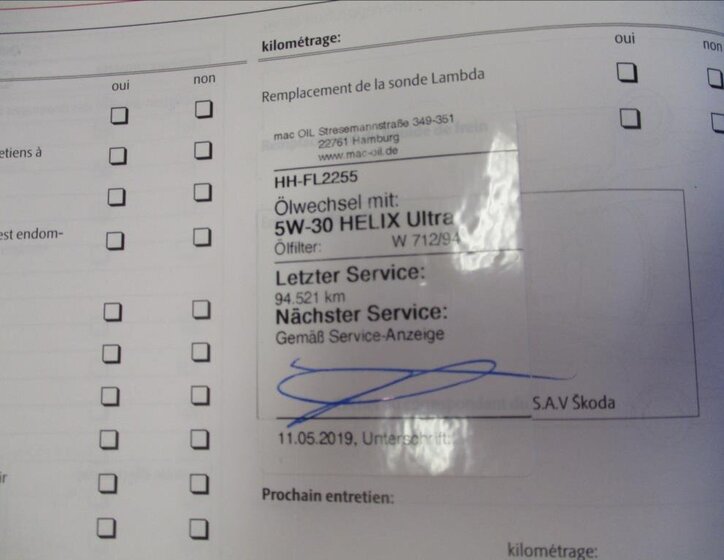 kilométrage:
oui non
oui non
Remplacement de la sonde Lambda
etiens à
est endom-
ir
mac OIL Stresemannstraße 349-351
22761 Hamburg
www.mac-oil.de
HH-FL2255
Ölwechsel mit:
5W-30 HELIX Ultra
Ölfilter: W 712/94
Letzter Service:
94.521 km
Nächster Service:
Gemäß Service-Anzeige
S.A.V Škoda
11.05.2019, Unterschrift:
Prochain entretien:
kilométrage: